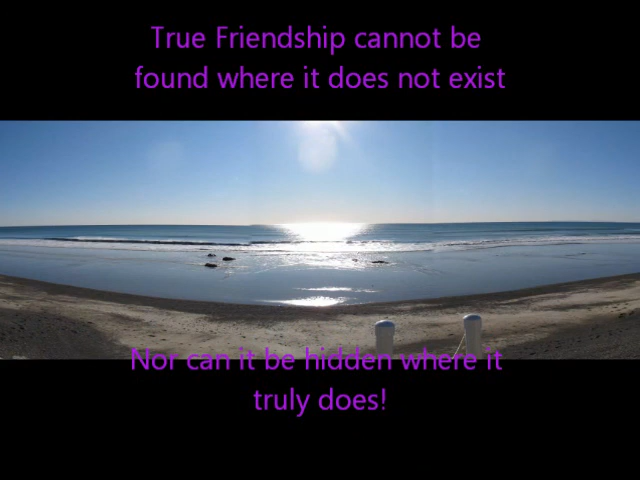 True Friendship cannot be
found where it does not exist
Nor can it be hidden where it
truly does!